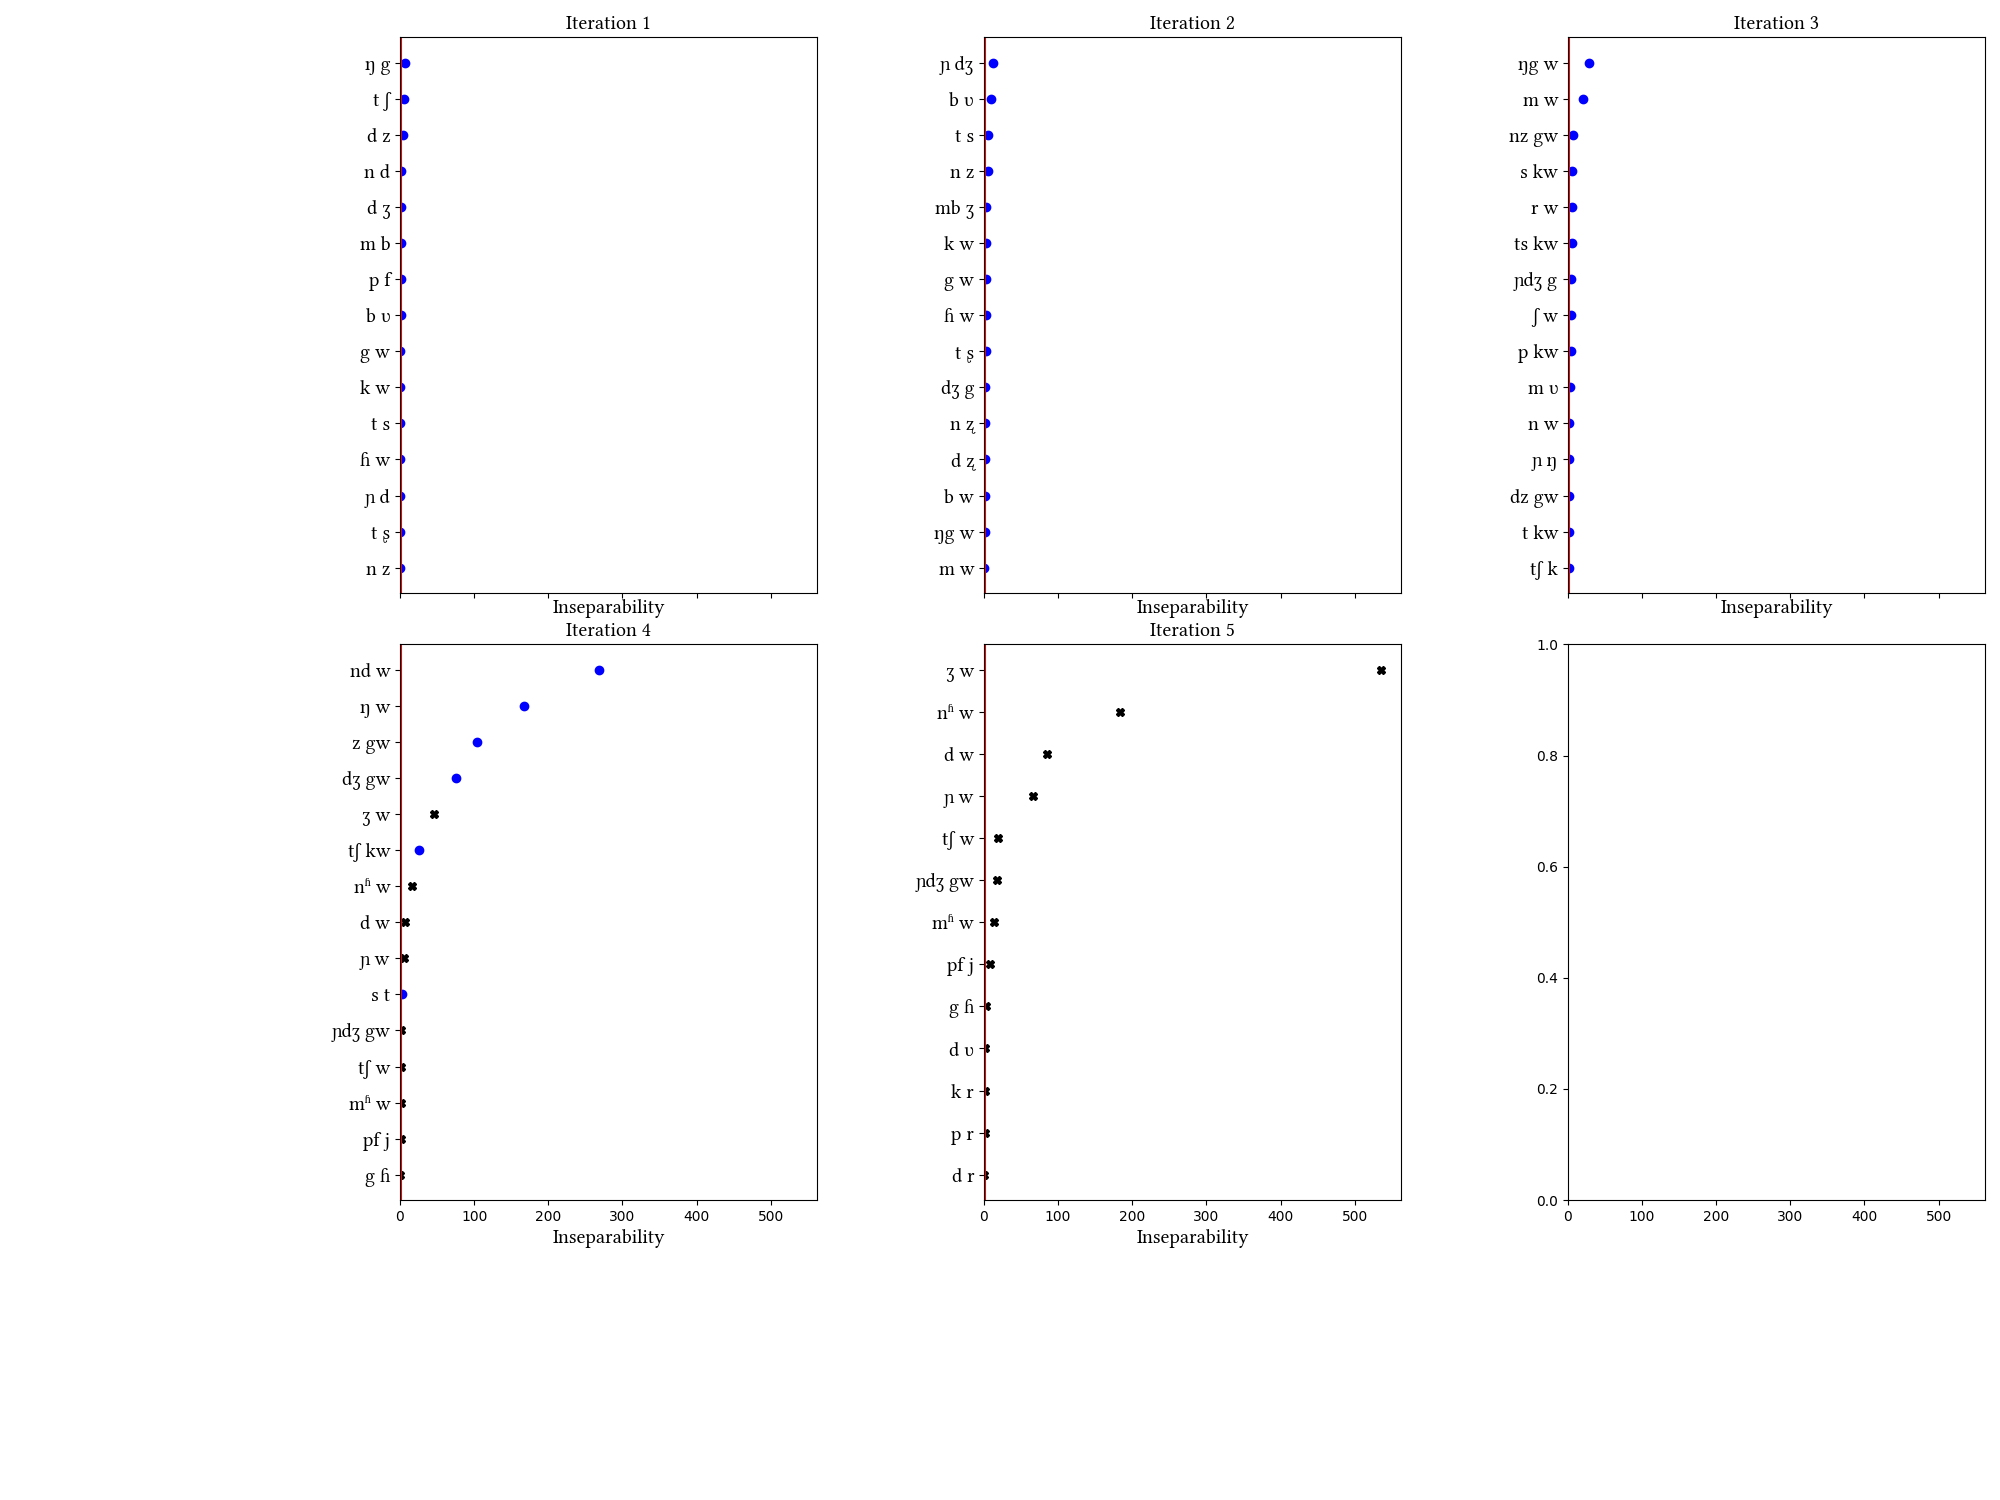 Iteration 1
ŋ g
t ʃ
d z
n d
d ʒ
m b
p f
b ʋ
g w
k w
t s
ɦ w
ɲ d
t ʂ
n z
Inseparability
Iteration 2
ɲ dʒ
b ʋ
t s
n z
mb ʒ
k w
g w
ɦ w
t ʂ
dʒ g
n ʐ
d ʐ
b w
ŋg w
m w
Inseparability
Iteration 3
ŋg w
m w
nz gw
s kw
r w
ts kw
ɲdʒ g
ʃ w
p kw
m ʋ
n w
ɲ ŋ
dz gw
t kw
tʃ k
Inseparability
Iteration 4
nd w
ŋ w
z gw
dʒ gw
ʒ w
tʃ kw
nʱ w
d w
ɲ w
s t
ɲdʒ gw
tʃ w
mʱ w
pf j
g ɦ
0 100 200 300 400 500
Inseparability
Iteration 5
ʒ w
nʱ w
d w
ɲ w
tʃ w
ɲdʒ gw
mʱ w
pf j
g ɦ
d ʋ
k r
p r
d r
0 100 200 300 400 500
Inseparability
1.0
0.8
0.6
0.4
0.2
0.0
0 100 200 300 400 500